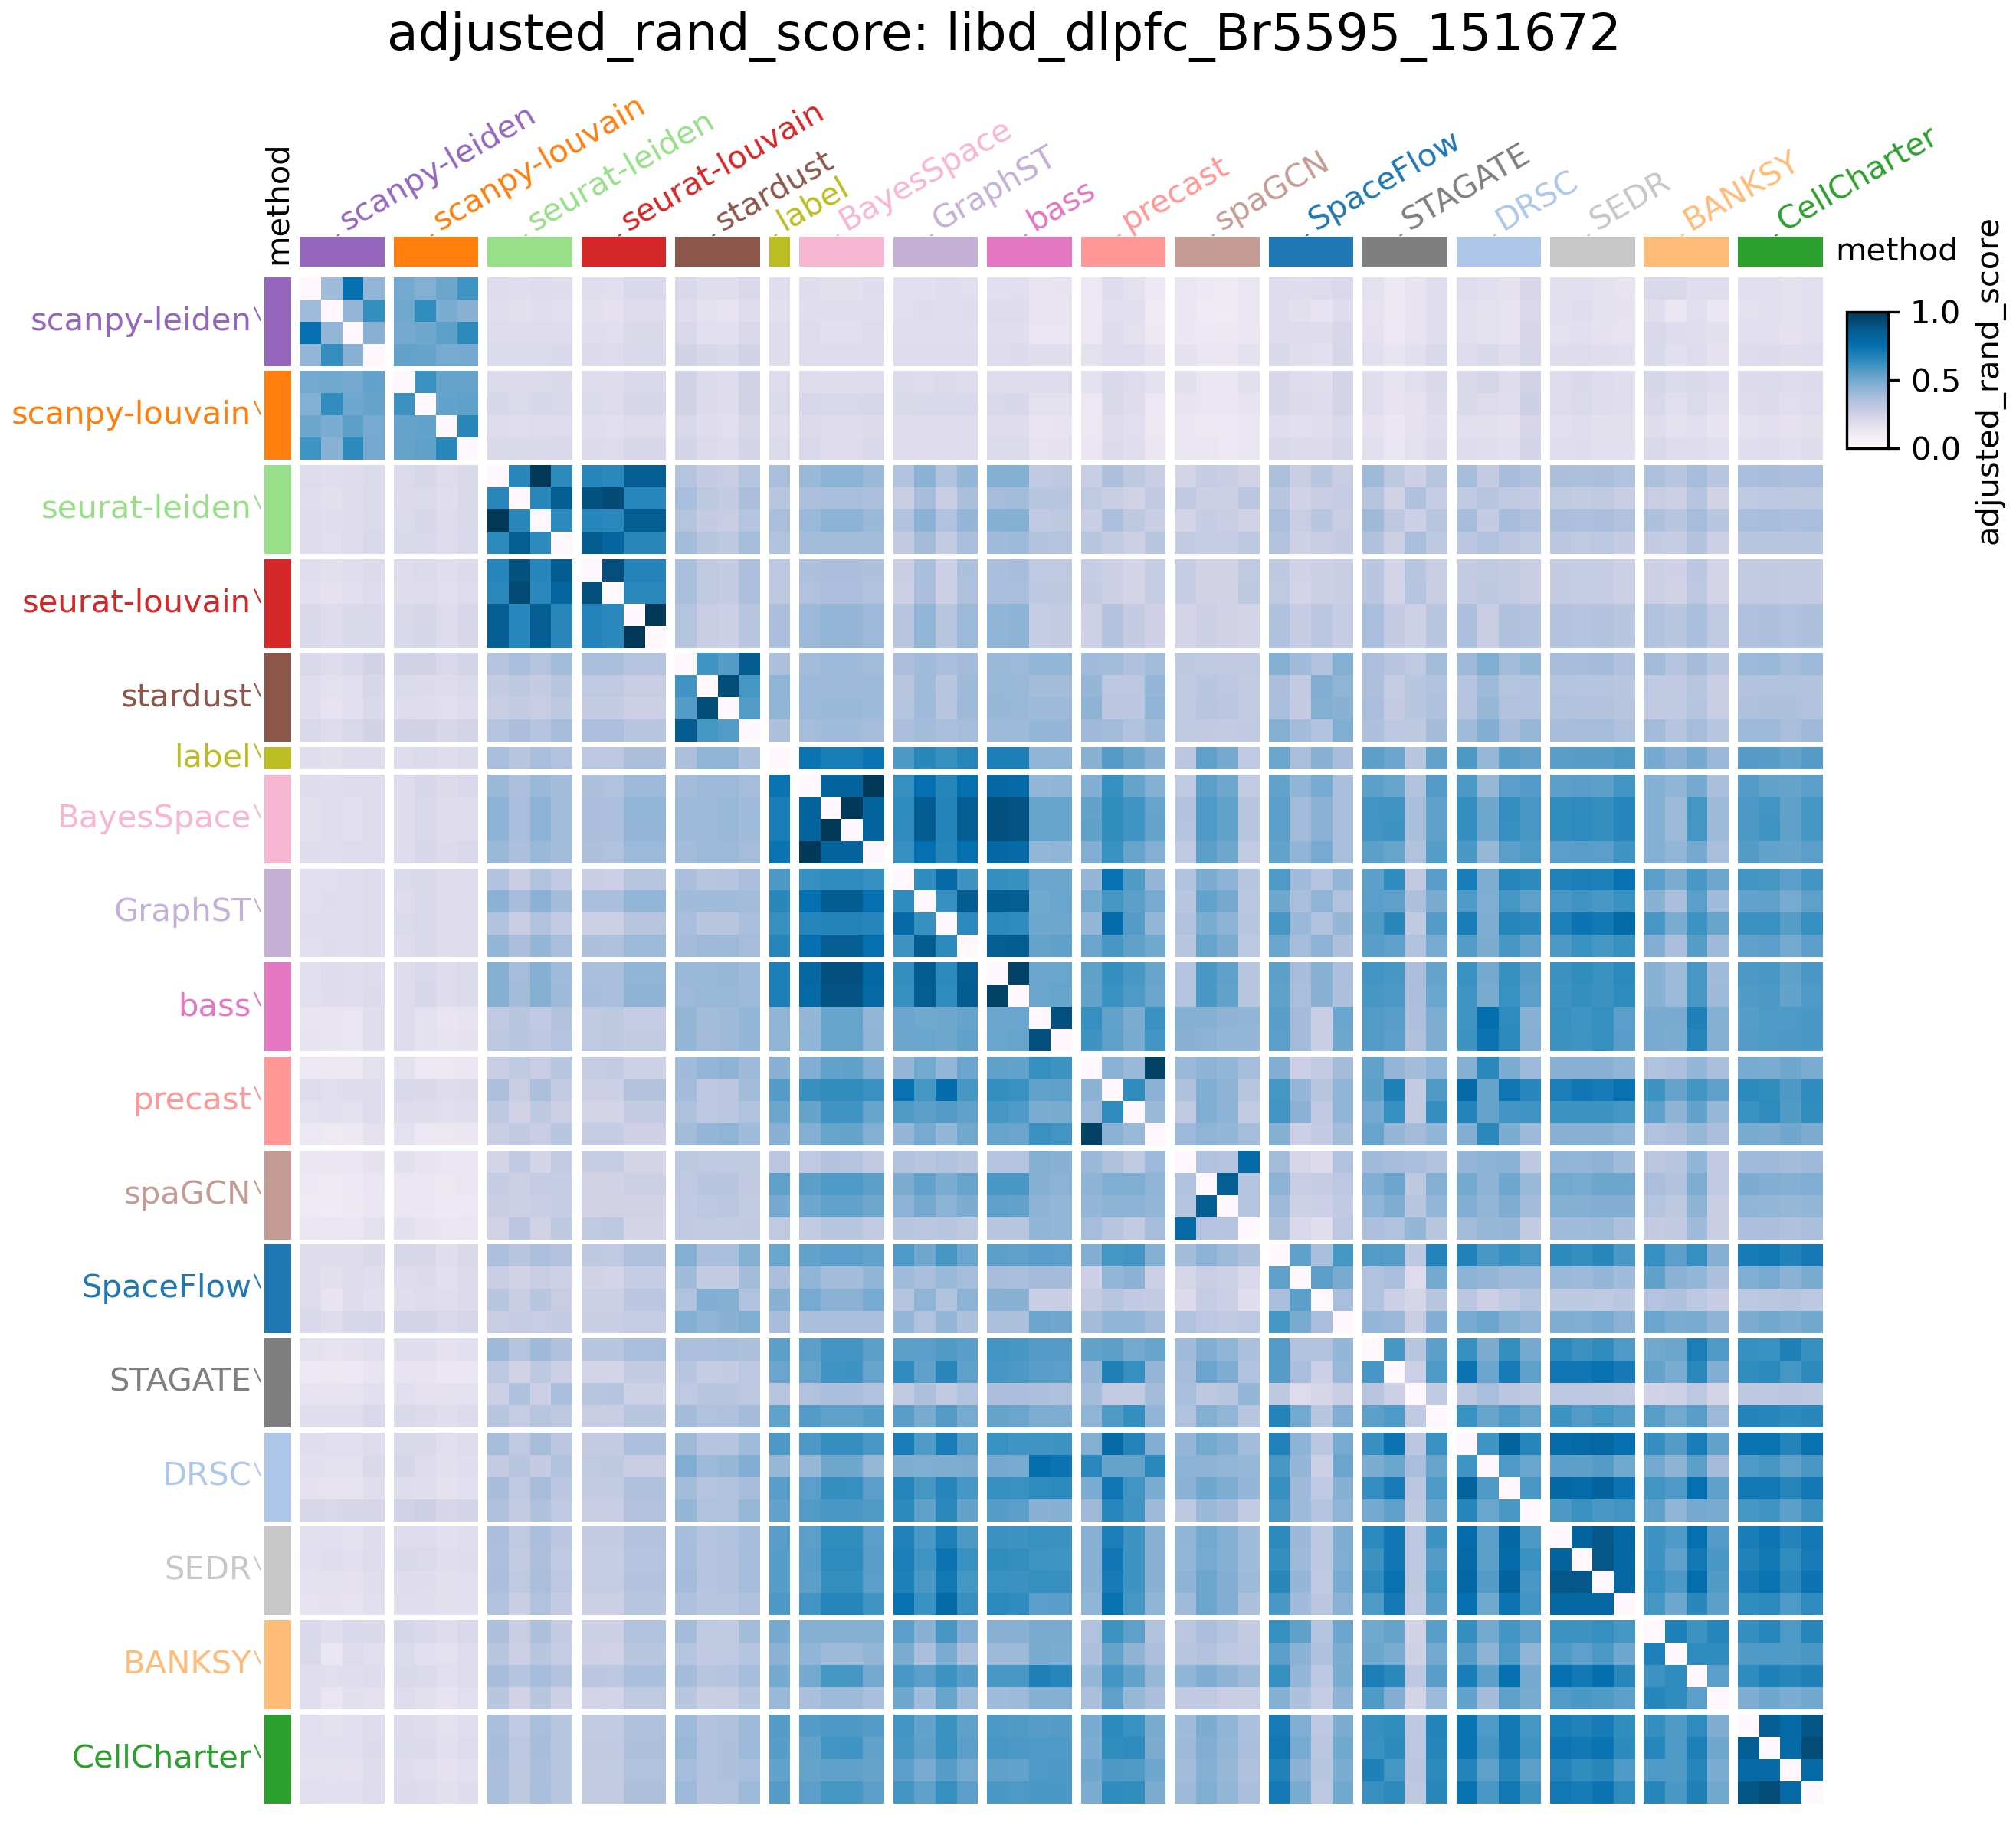 adjusted_rand_score: libd_dlpfc_Br5595_151672
method
scanpy-leiden
scanpy-louvain
seurat-leiden
seurat-louvain
stardust
label
BayesSpace
GraphST
bass
precast
spaGCN
SpaceFlow
STAGATE
DRSC
SEDR
BANKSY
CellCharter
method
adjusted_rand_score
1.0
0.5
0.0
scanpy-leiden
scanpy-louvain
seurat-leiden
seurat-louvain
stardust
label
BayesSpace
GraphST
bass
precast
spaGCN
SpaceFlow
STAGATE
DRSC
SEDR
BANKSY
CellCharter